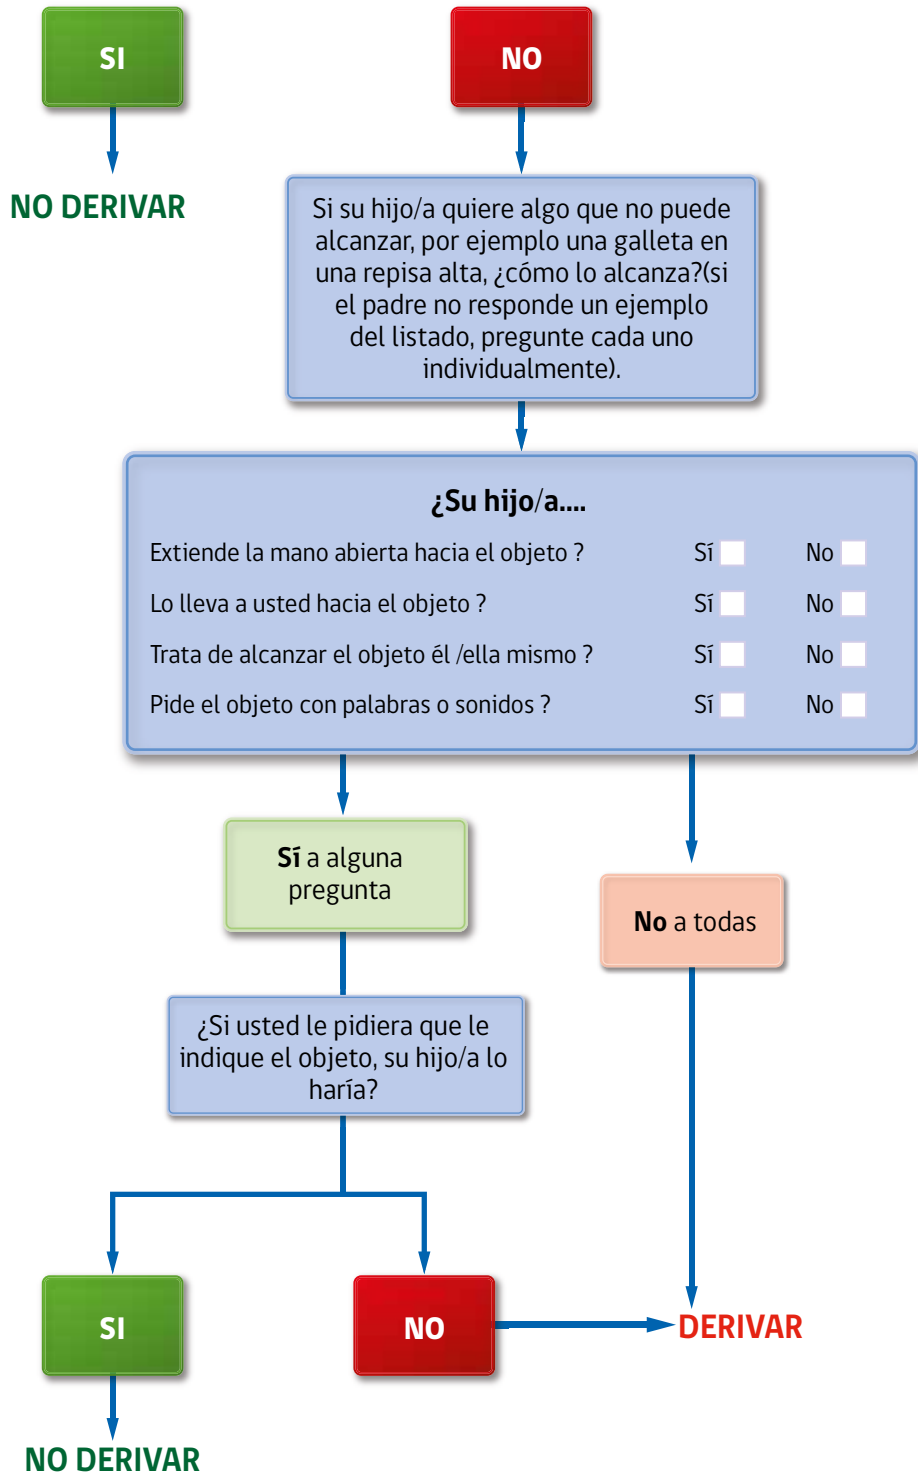 SI
NO
NO DERIVAR
Si su hijo/a quiere algo que no puede
alcanzar, por ejemplo una galleta en
una repisa alta, ¿cómo lo alcanza?(si
el padre no responde un ejemplo
del listado, pregunte cada uno
individualmente).
¿Su hijo/a....
Extiende la mano abierta hacia el objeto ? Sí No
Lo lleva a usted hacia el objeto ? Sí No
Trata de alcanzar el objeto él /ella mismo ? Sí No
Pide el objeto con palabras o sonidos ? Sí No
Sí a alguna
pregunta
No a todas
¿Si usted le pidiera que le
indique el objeto, su hijo/a lo
haría?
SI
NO
DERIVAR
NO DERIVAR